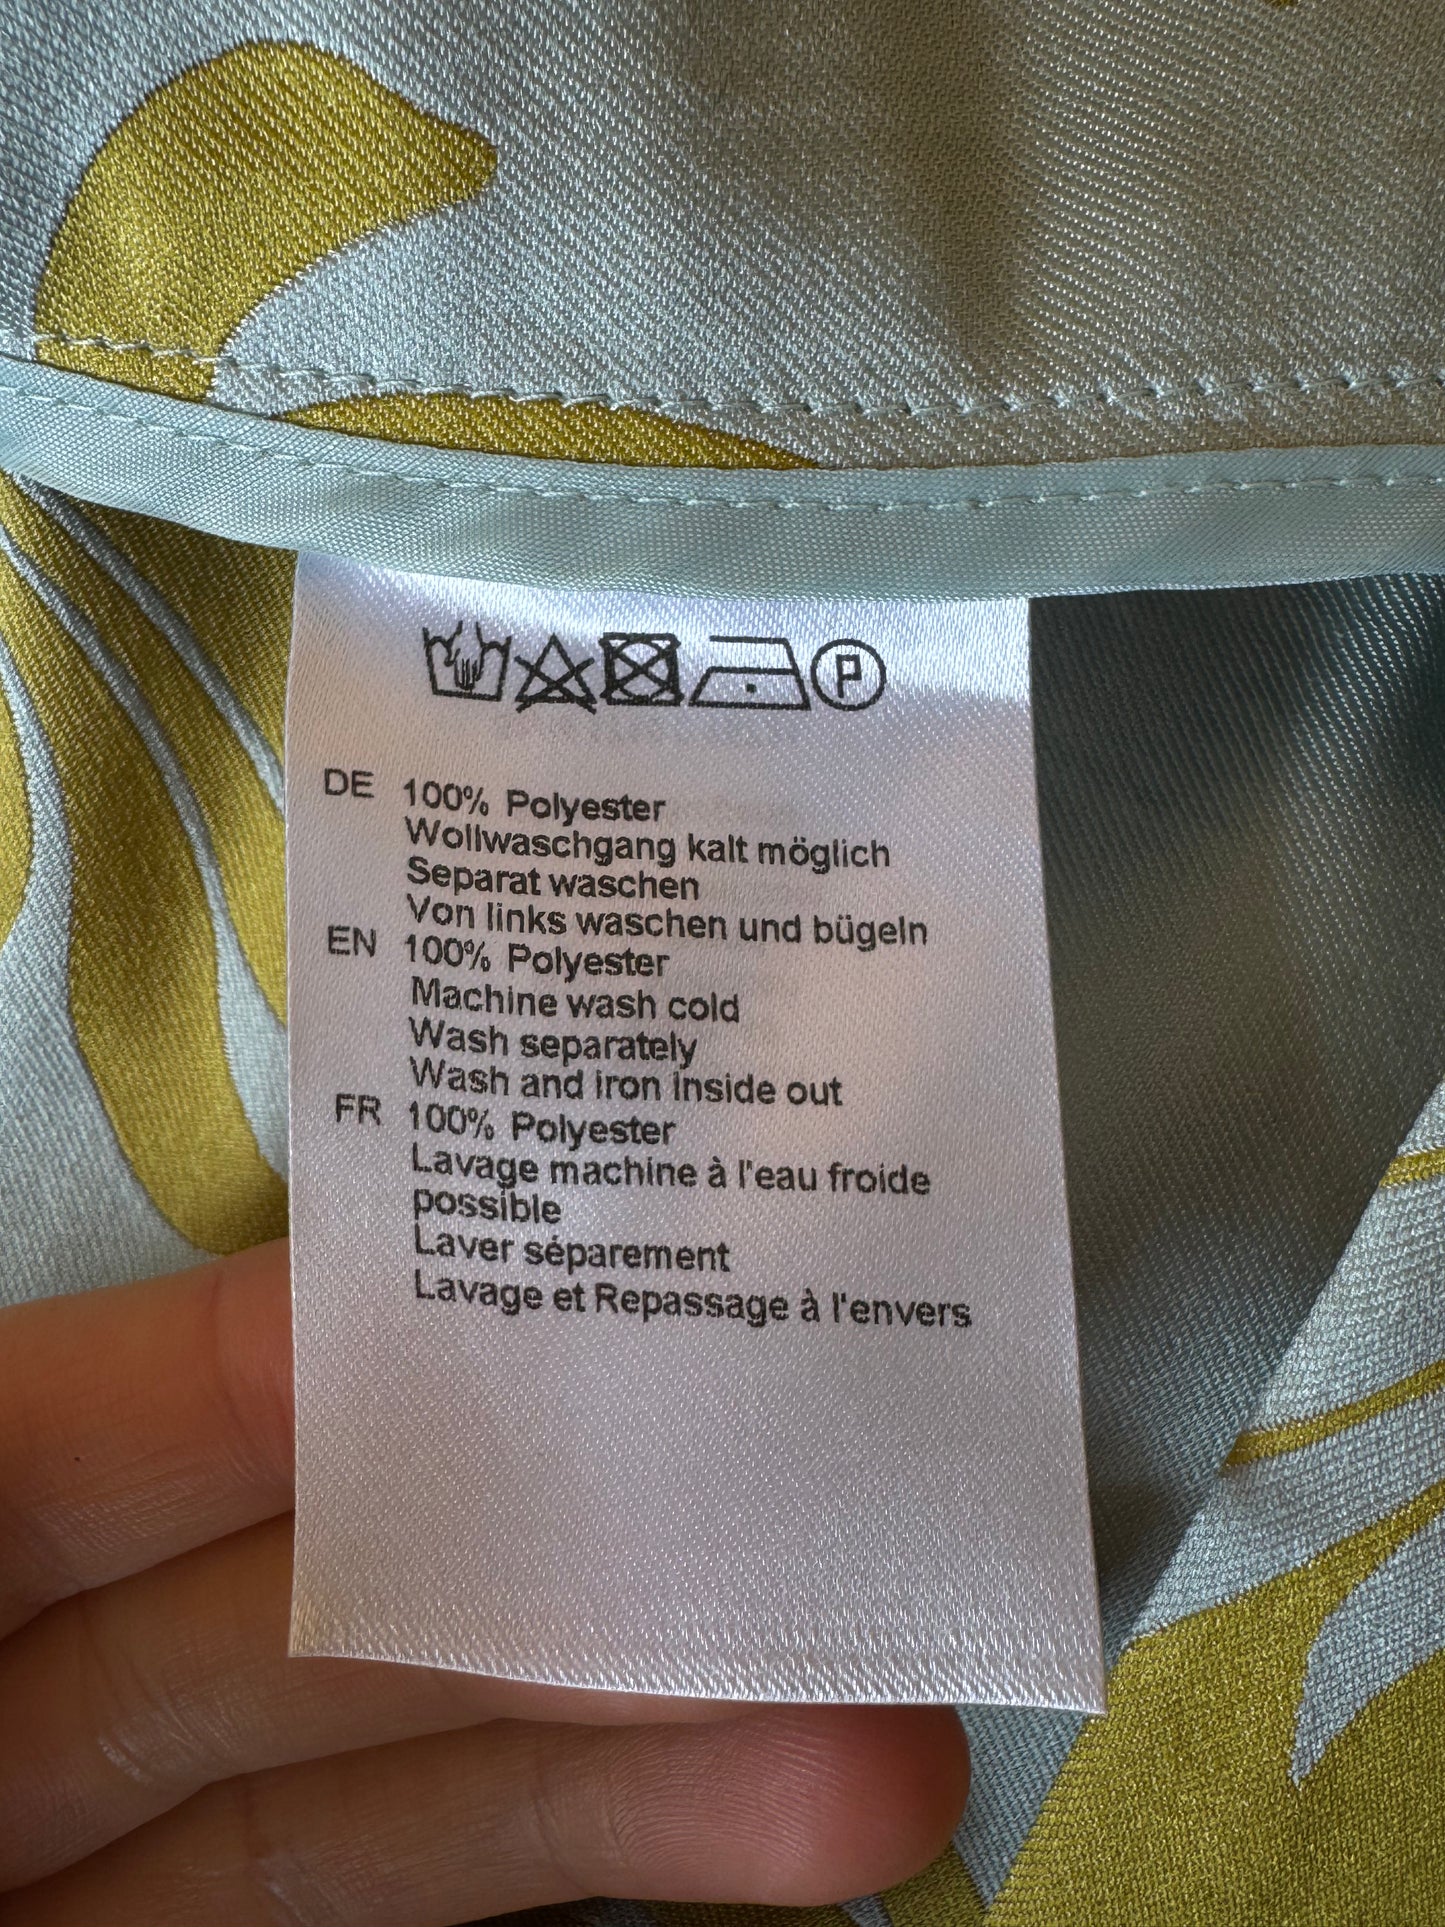 P
DE 100% Polyester
Wollwaschgang kalt möglich
Separat waschen
Von links waschen und bügeln
EN 100% Polyester
Machine wash cold
Wash separately
Wash and iron inside out
FR 100% Polyester
Lavage machine à l'eau froide
possible
Laver séparement
Lavage et Repassage à l'envers